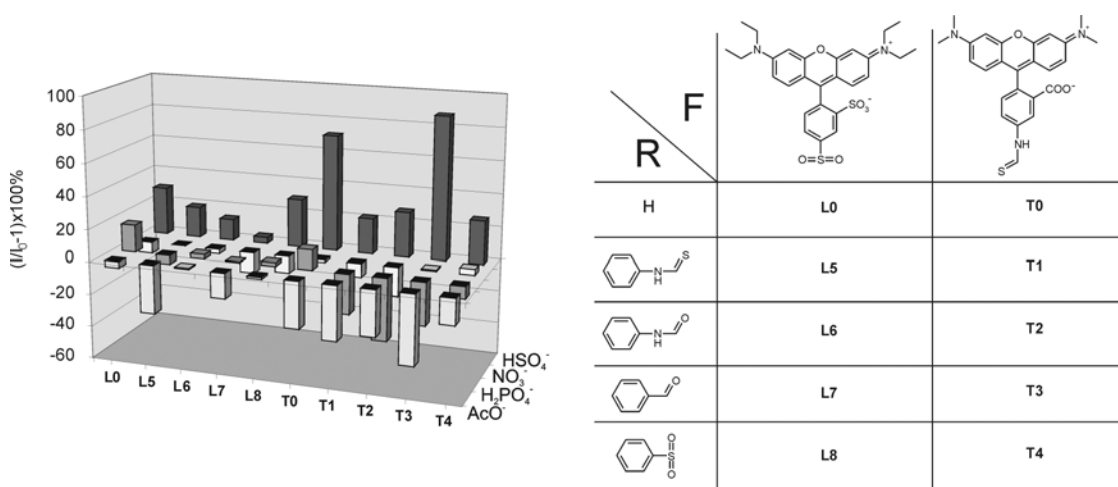 100
80
60
40
20
0
-20
-40
-60
(I/I₀-1)x100%
L0
L5
L6
L7
L8
T0
T1
T2
T3
T4
HSO₄⁻
NO₃⁻
H₂PO₄⁻
AcO⁻
F
R
N O N⁺
SO₃⁻
O=S=O
N O N⁺
COO⁻
NH
S
H L0 T0
N H S L5 T1
N H O L6 T2
O L7 T3
O S O L8 T4